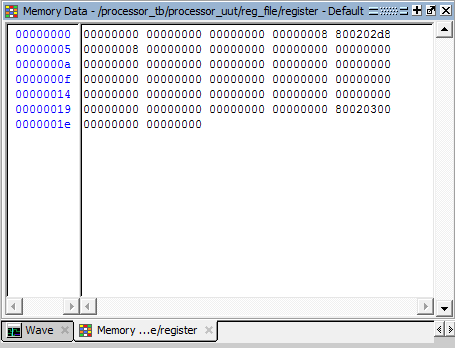 Memory Data - /processor_tb/processor_uut/reg_file/register - Default
00000000 00000000 00000000 00000000 00000008 800202d8
00000005 00000008 00000000 00000000 00000000 00000000
0000000a 00000000 00000000 00000000 00000000 00000000
0000000f 00000000 00000000 00000000 00000000 00000000
00000014 00000000 00000000 00000000 00000000 00000000
00000019 00000000 00000000 00000000 00000000 80020300
0000001e 00000000 00000000
Wave Memory ...e/register